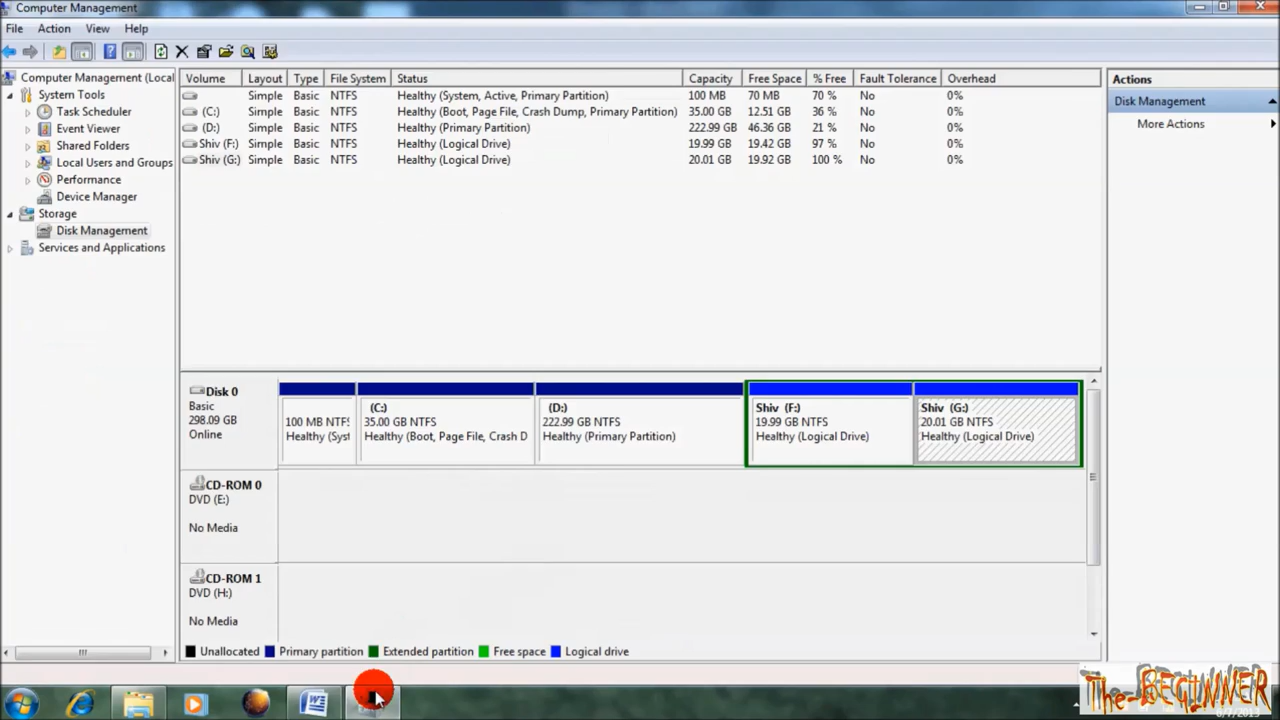 Computer Management
File Action View Help
Computer Management (Local
System Tools
Task Scheduler
Event Viewer
Shared Folders
Local Users and Groups
Performance
Device Manager
Storage
Disk Management
Services and Applications
Volume Layout Type File System Status Capacity Free Space % Free Fault Tolerance Overhead
Simple Basic NTFS Healthy (System, Active, Primary Partition) 100 MB 70 MB 70 % No 0%
(C:) Simple Basic NTFS Healthy (Boot, Page File, Crash Dump, Primary Partition) 35.00 GB 12.51 GB 36 % No 0%
(D:) Simple Basic NTFS Healthy (Primary Partition) 222.99 GB 46.36 GB 21 % No 0%
Shiv (F:) Simple Basic NTFS Healthy (Logical Drive) 19.99 GB 19.42 GB 97 % No 0%
Shiv (G:) Simple Basic NTFS Healthy (Logical Drive) 20.01 GB 19.92 GB 100 % No 0%
Actions
Disk Management
More Actions
Disk 0
Basic
298.09 GB
Online
100 MB NTFS
Healthy (Syst
(C:)
35.00 GB NTFS
Healthy (Boot, Page File, Crash D
(D:)
222.99 GB NTFS
Healthy (Primary Partition)
Shiv (F:)
19.99 GB NTFS
Healthy (Logical Drive)
Shiv (G:)
20.01 GB NTFS
Healthy (Logical Drive)
CD-ROM 0
DVD (E:)
No Media
CD-ROM 1
DVD (H:)
No Media
Unallocated Primary partition Extended partition Free space Logical drive
The-BEGINNER